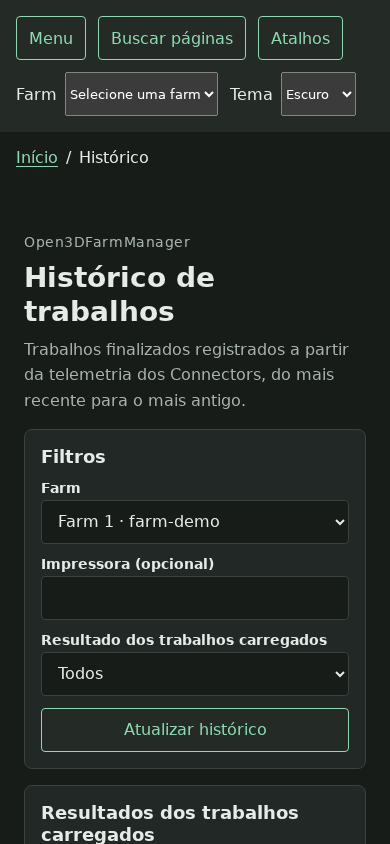 Menu Buscar páginas Atalhos
Farm Selecione uma farm Tema Escuro
Início / Histórico
Open3DFarmManager
Histórico de
trabalhos
Trabalhos finalizados registrados a partir
da telemetria dos Connectors, do mais
recente para o mais antigo.
Filtros
Farm
Farm 1 · farm-demo
Impressora (opcional)
Resultado dos trabalhos carregados
Todos
Atualizar histórico
Resultados dos trabalhos
carregados